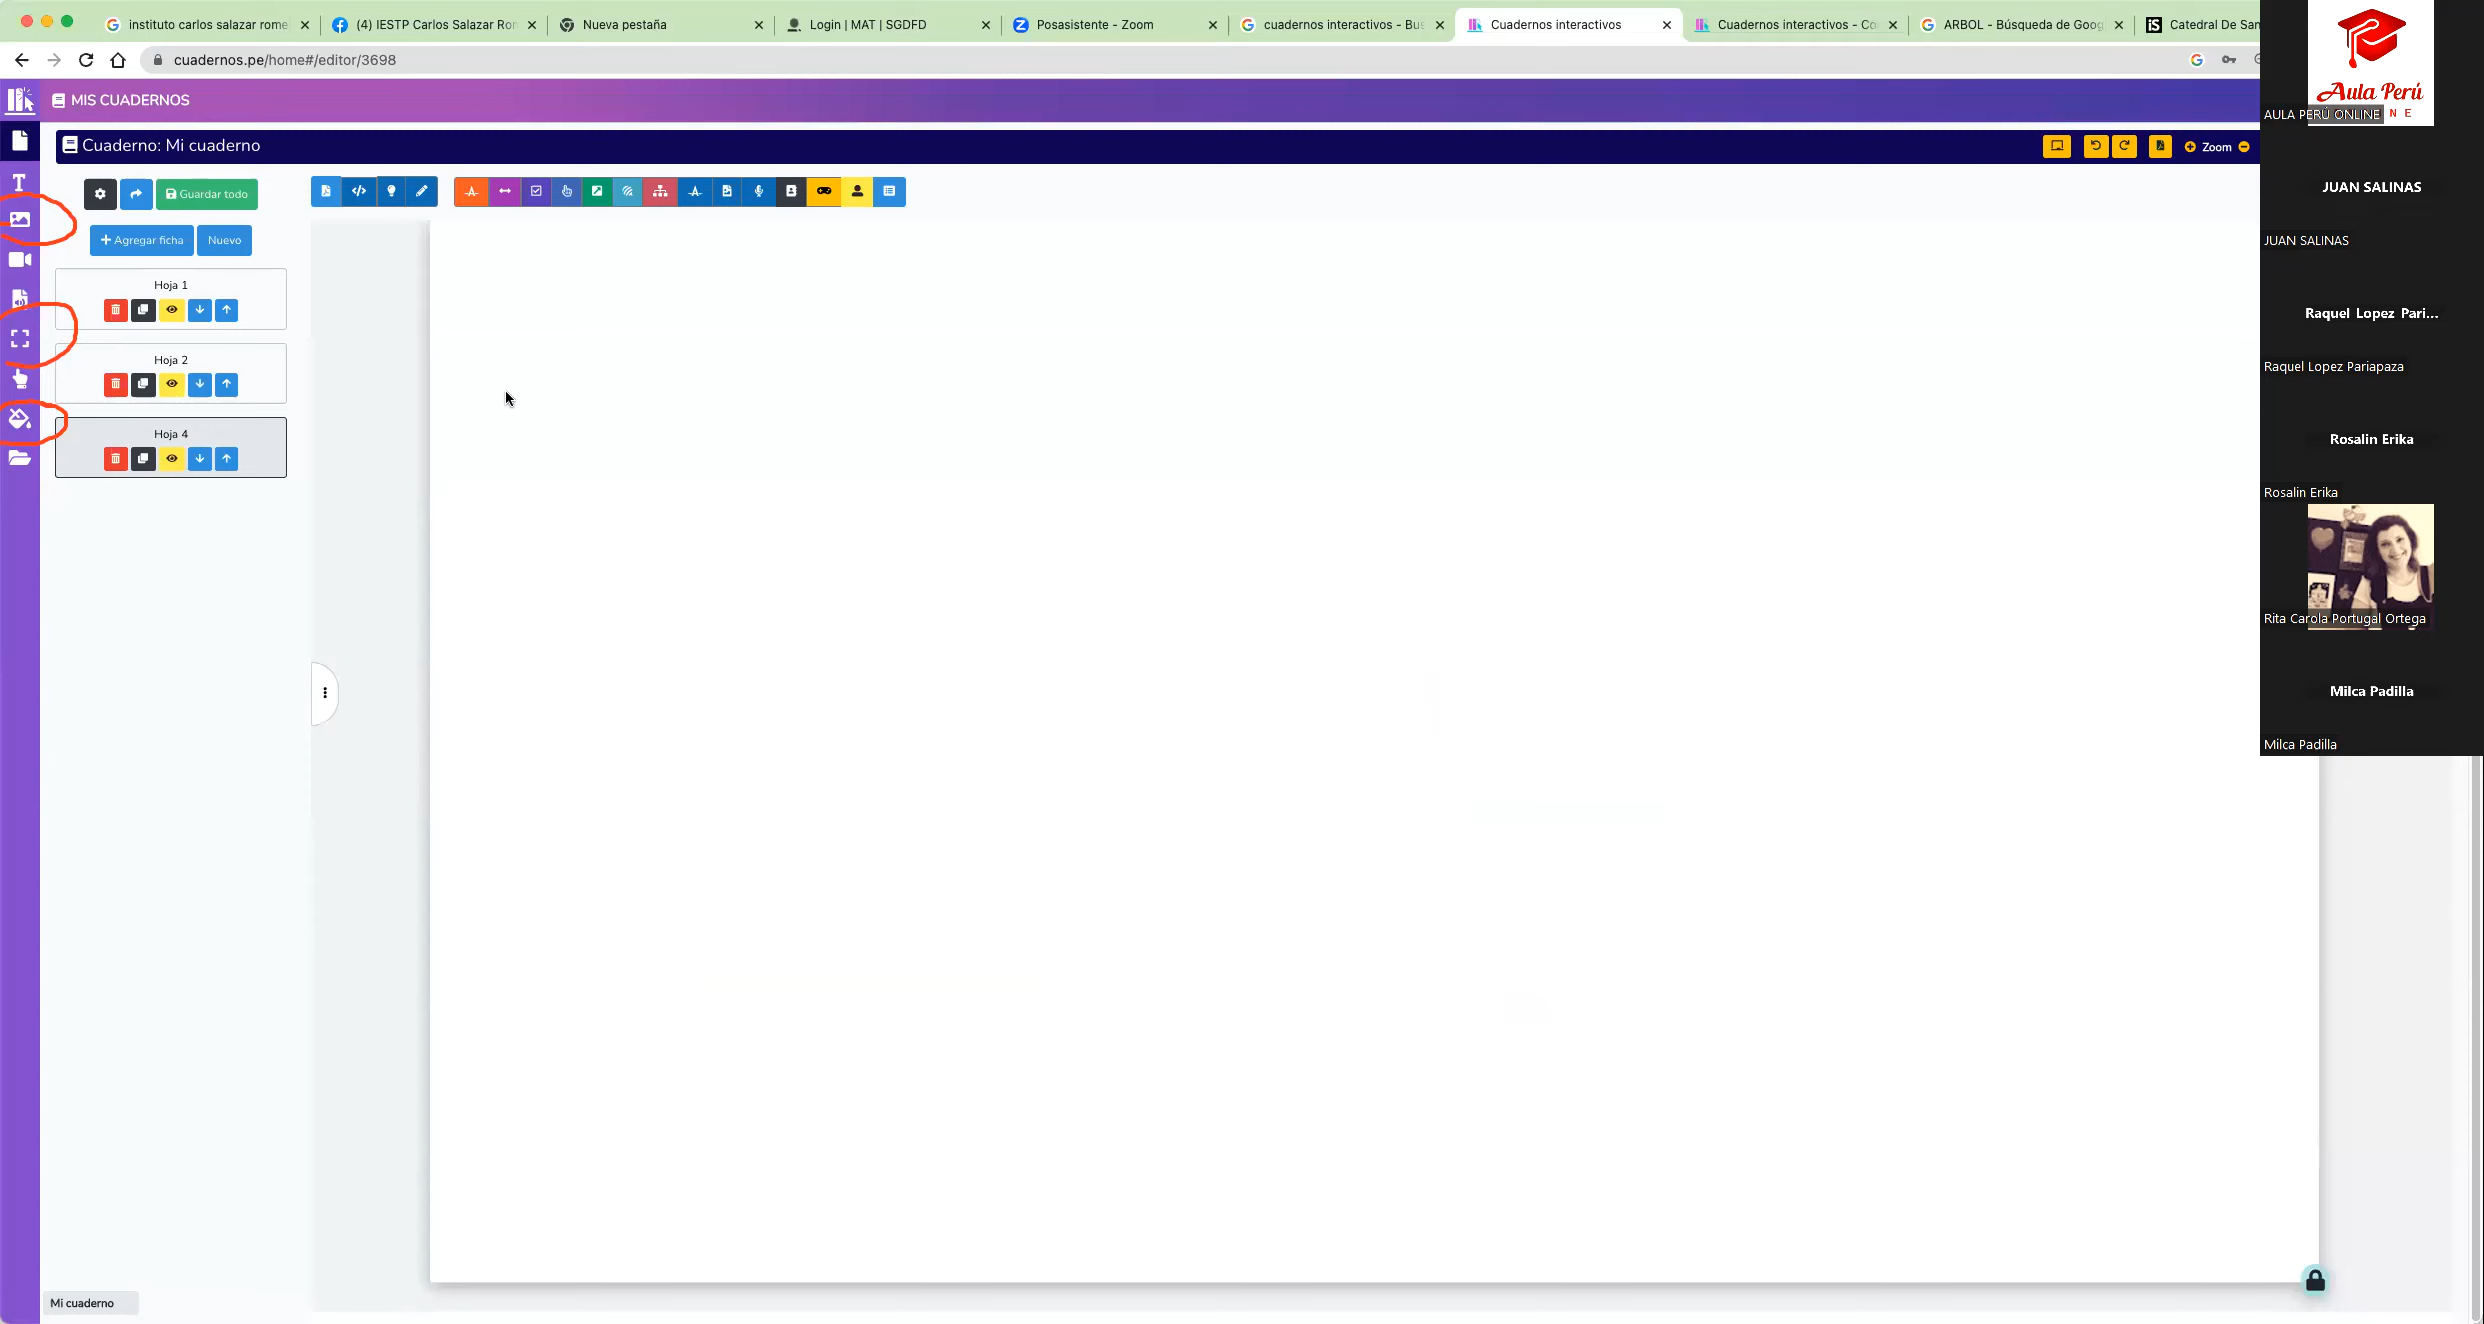 instituto carlos salazar rome
(4) IESTP Carlos Salazar Ror
Nueva pestaña
Login | MAT | SGDFD
Posasistente - Zoom
cuadernos interactivos - Bus
Cuadernos interactivos
Cuadernos interactivos - Co
ARBOL - Búsqueda de Goog
Catedral De San
cuadernos.pe/home#/editor/3698
MIS CUADERNOS
Cuaderno: Mi cuaderno
Zoom
Guardar todo
Agregar ficha
Nuevo
Hoja 1
Hoja 2
Hoja 4
Mi cuaderno
Aula Perú
N E
AULA PERÚ ONLINE
JUAN SALINAS
JUAN SALINAS
Raquel Lopez Pari...
Raquel Lopez Pariapaza
Rosalin Erika
Rosalin Erika
Rita Carola Portugal Ortega
Milca Padilla
Milca Padilla